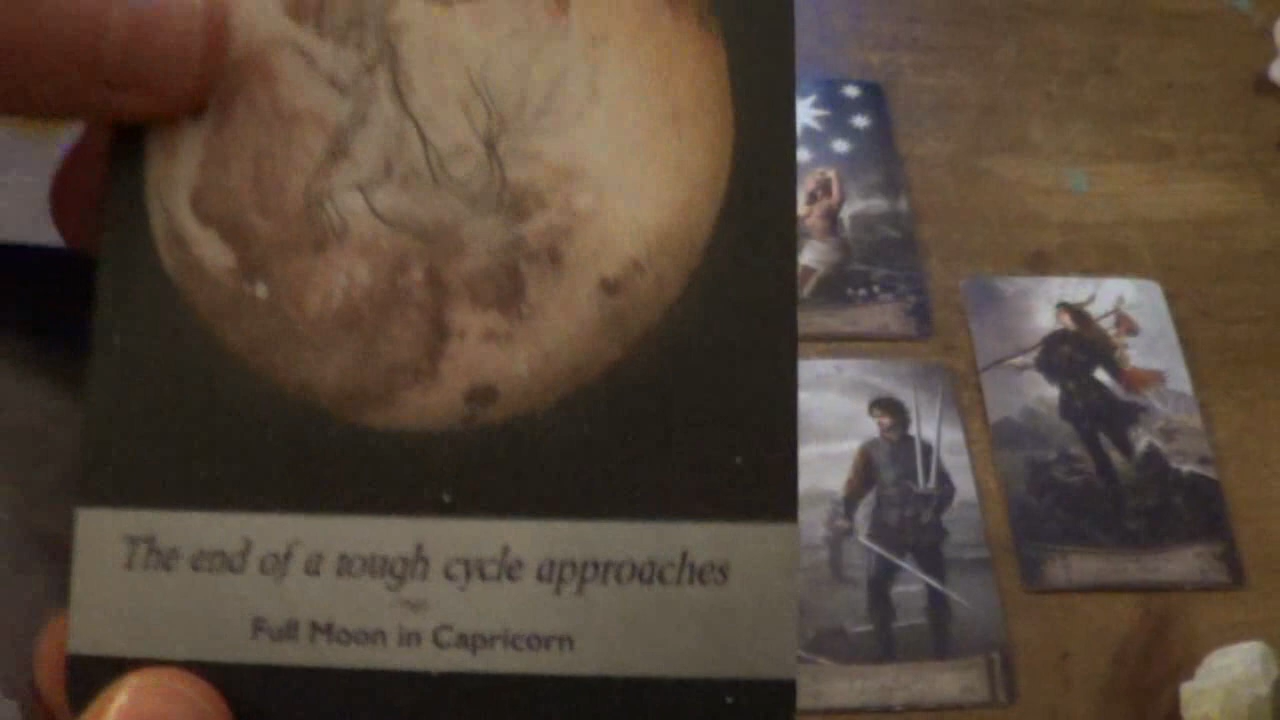 The end of a tough cycle approaches
Full Moon in Capricorn